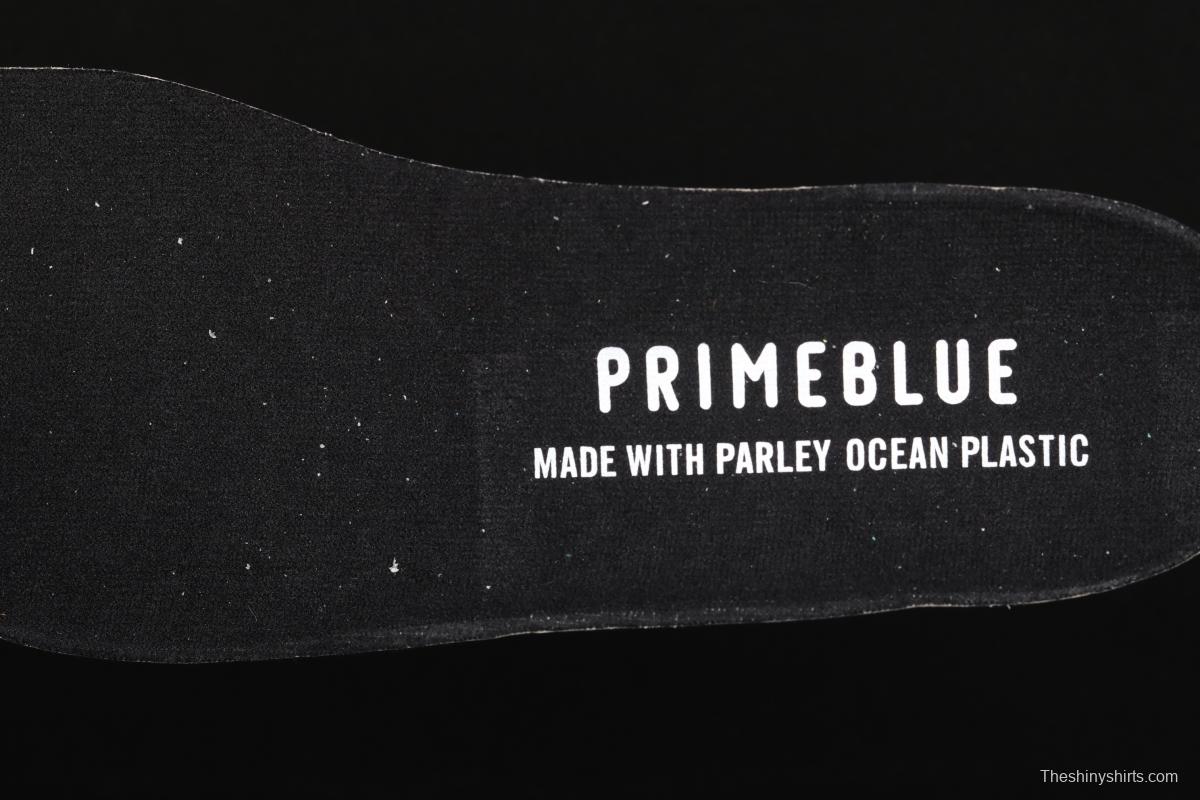 PRIMEBLUE
MADE WITH PARLEY OCEAN PLASTIC
Theshinyshirts.com